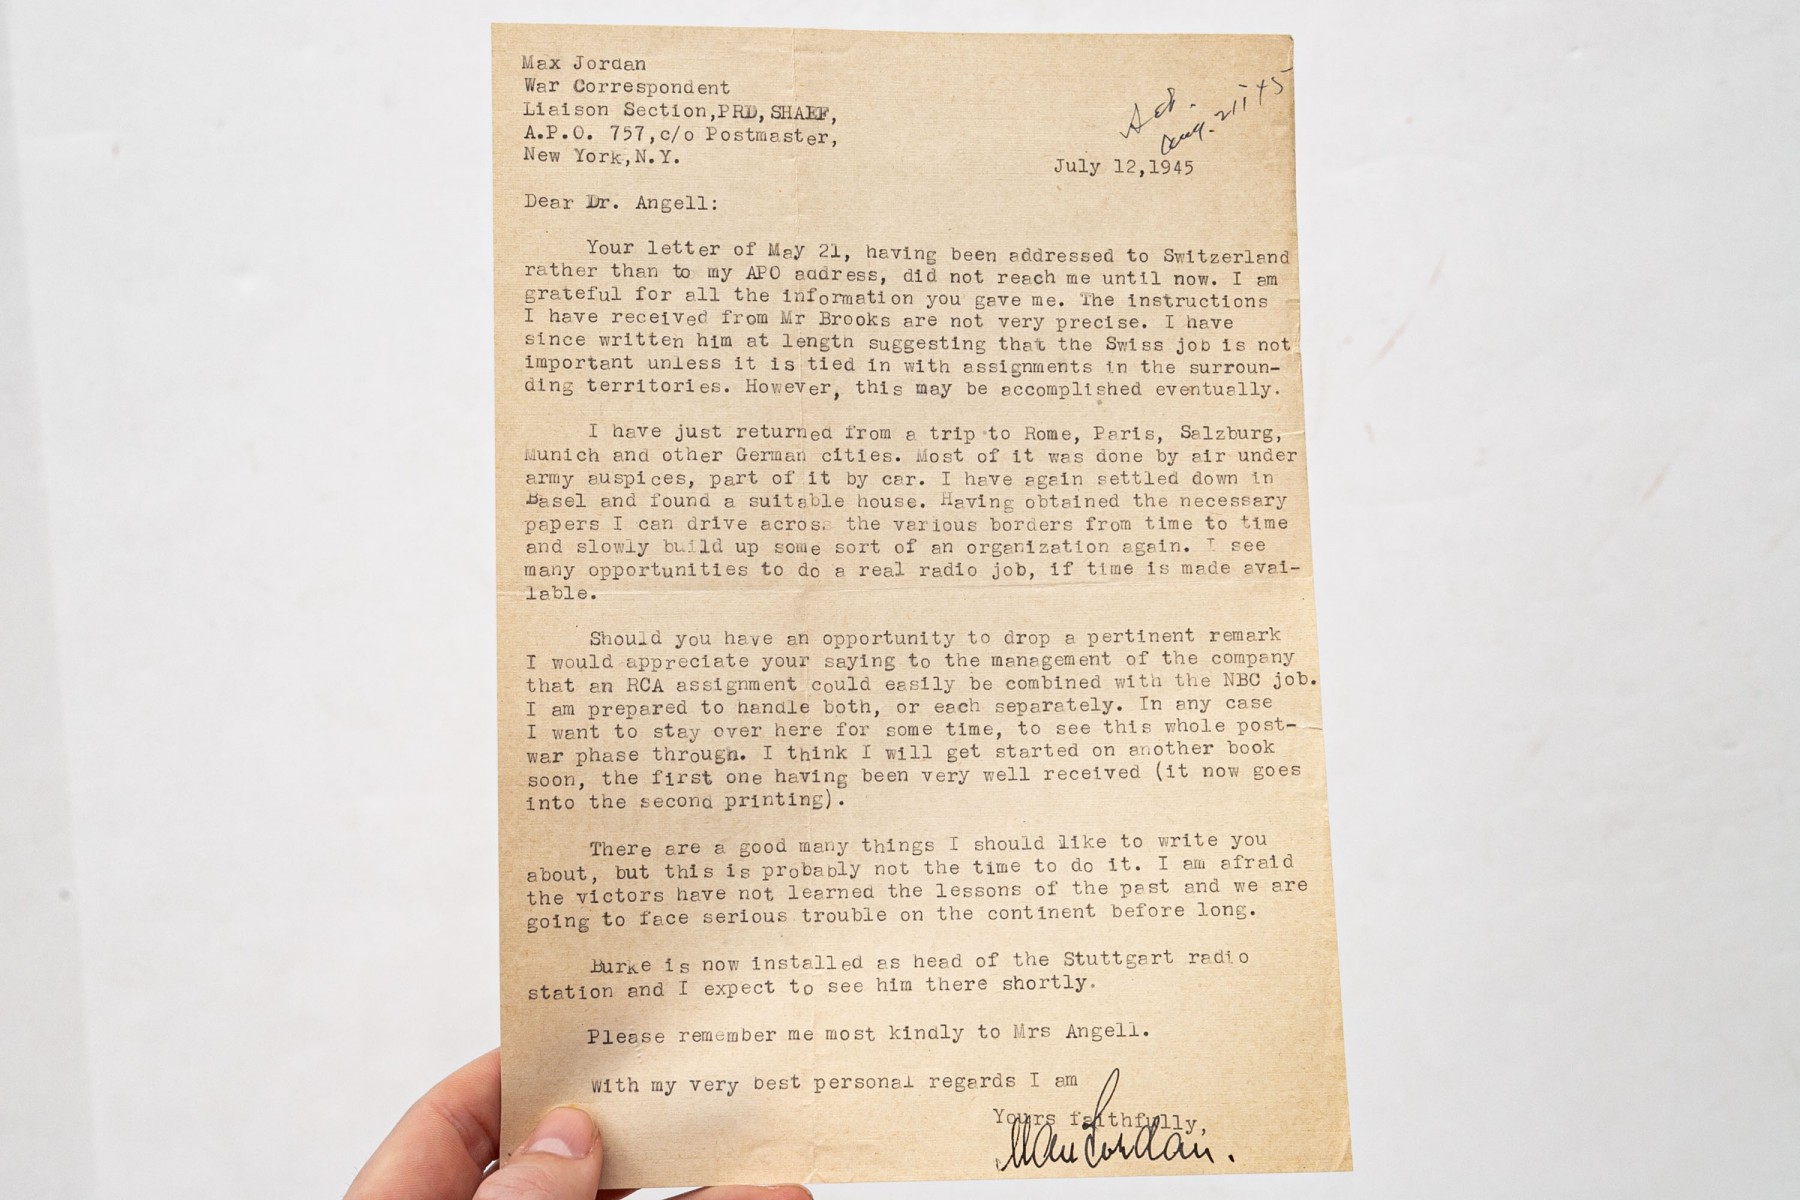 Max Jordan
War Correspondent
Liaison Section,PRD,SHAEF,
A.P.O. 757,c/o Postmaster,
New York,N.Y.
Aug. 21 45
July 12,1945
Dear Dr. Angell:
Your letter of May 21, having been addressed to Switzerland
rather than to my APO address, did not reach me until now. I am
grateful for all the information you gave me. The instructions
I have received from Mr Brooks are not very precise. I have
since written him at length suggesting that the Swiss job is not
important unless it is tied in with assignments in the surroun-
ding territories. However, this may be accomplished eventually.
I have just returned from a trip to Rome, Paris, Salzburg,
Munich and other German cities. Most of it was done by air under
army auspices, part of it by car. I have again settled down in
Basel and found a suitable house. Having obtained the necessary
papers I can drive across the various borders from time to time
and slowly build up some sort of an organization again. I see
many opportunities to do a real radio job, if time is made avai-
lable.
Should you have an opportunity to drop a pertinent remark
I would appreciate your saying to the management of the company
that an RCA assignment could easily be combined with the NBC job.
I am prepared to handle both, or each separately. In any case
I want to stay over here for some time, to see this whole post-
war phase through. I think I will get started on another book
soon, the first one having been very well received (it now goes
into the second printing).
There are a good many things I should like to write you
about, but this is probably not the time to do it. I am afraid
the victors have not learned the lessons of the past and we are
going to face serious trouble on the continent before long.
Burke is now installed as head of the Stuttgart radio
station and I expect to see him there shortly.
Please remember me most kindly to Mrs Angell.
With my very best personal regards I am
Yours faithfully,
Max Jordan.